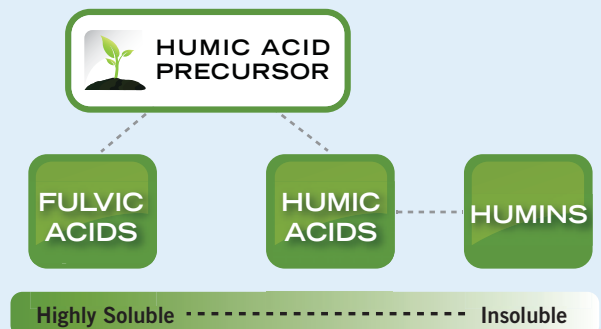 HUMIC ACID
PRECURSOR
FULVIC
ACIDS
HUMIC
ACIDS
HUMINS
Highly Soluble - - - - - - - - - - - - - - - - - - - - - - - - Insoluble